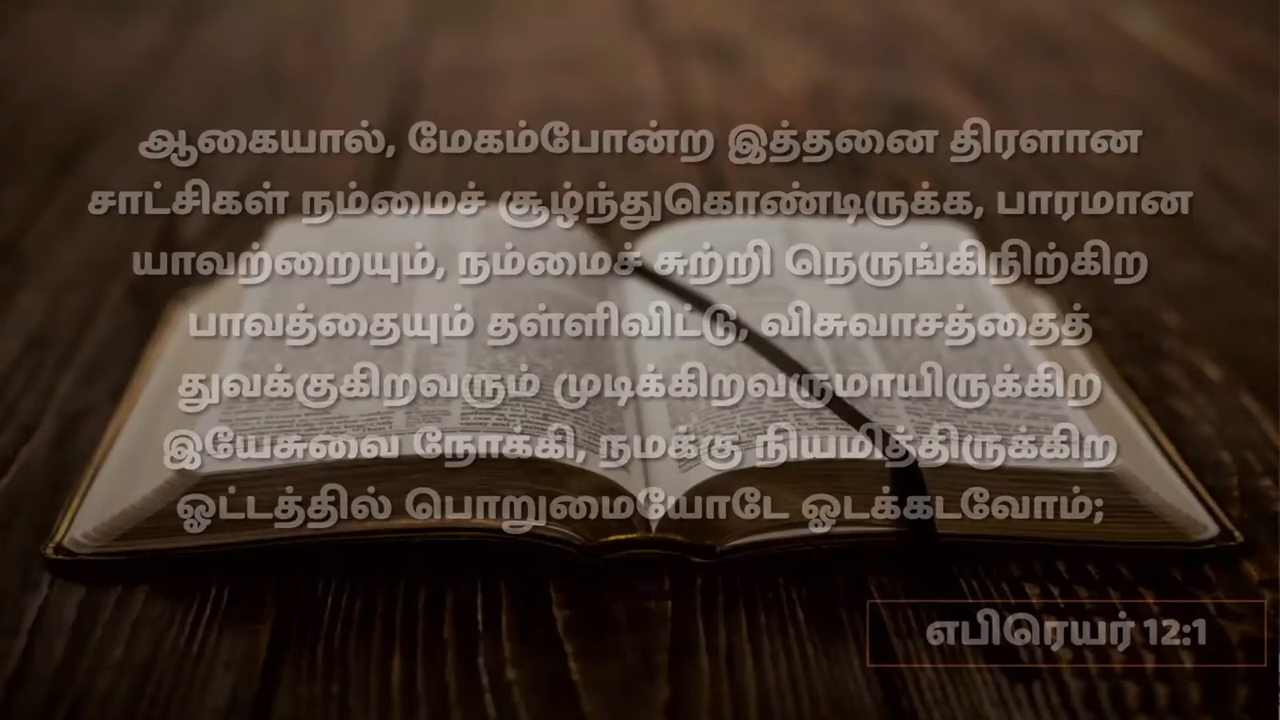 ஆகையால், மேகம்போன்ற இத்தனை திரளான
சாட்சிகள் நம்மைச் சூழ்ந்துகொண்டிருக்க, பாரமான
யாவற்றையும், நம்மைச் சுற்றி நெருங்கிநிற்கிற
பாவத்தையும் தள்ளிவிட்டு, விசுவாசத்தைத்
துவக்குகிறவரும் முடிக்கிறவருமாயிருக்கிற
இயேசுவை நோக்கி, நமக்கு நியமித்திருக்கிற
ஓட்டத்தில் பொறுமையோடே ஓடக்கடவோம்;
எபிரெயர் 12:1